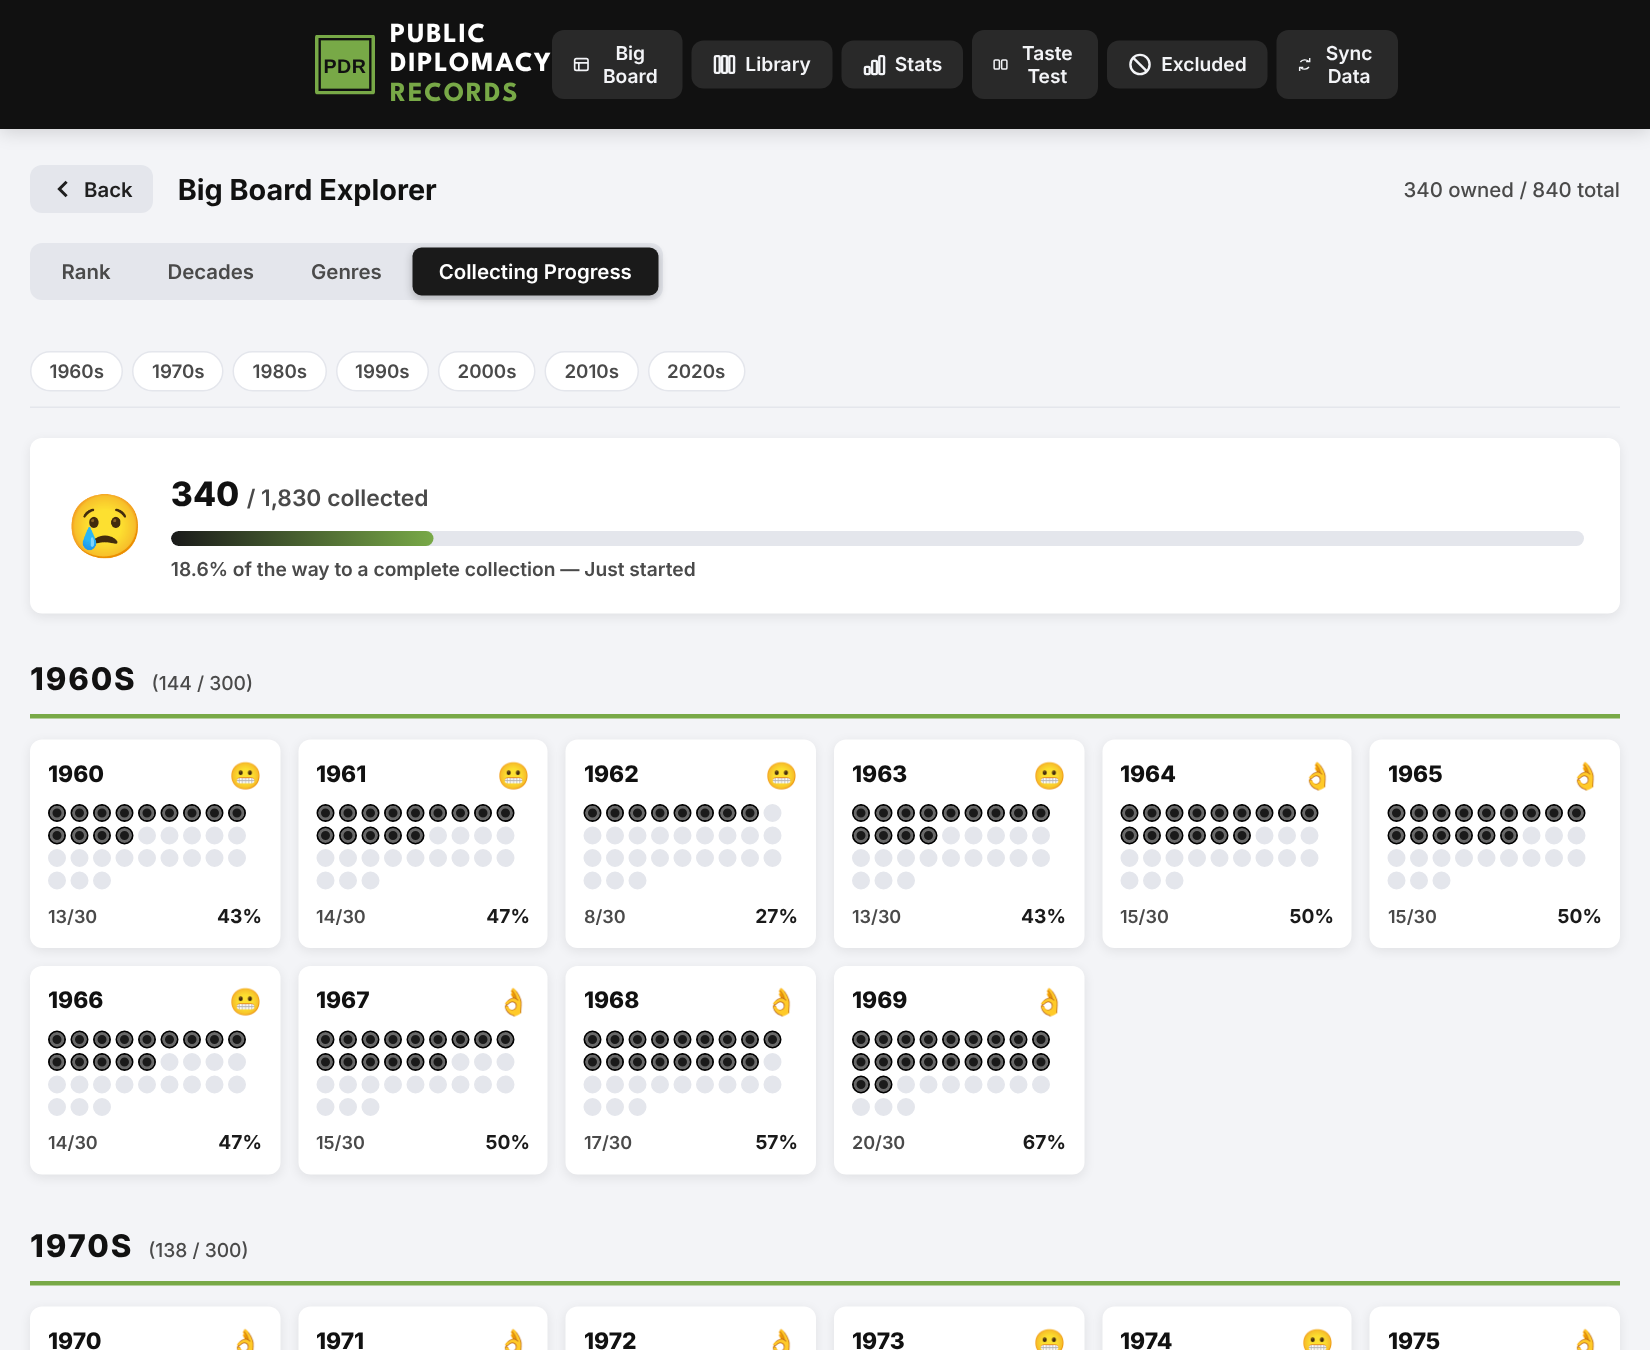 PDR
PUBLIC
DIPLOMACY
RECORDS
Big
Board
Library
Stats
Taste
Test
Excluded
Sync
Data
Back
Big Board Explorer
340 owned / 840 total
Rank
Decades
Genres
Collecting Progress
1960s
1970s
1980s
1990s
2000s
2010s
2020s
340 / 1,830 collected
18.6% of the way to a complete collection — Just started
1960S (144 / 300)
1960
13/30 43%
1961
14/30 47%
1962
8/30 27%
1963
13/30 43%
1964
15/30 50%
1965
15/30 50%
1966
14/30 47%
1967
15/30 50%
1968
17/30 57%
1969
20/30 67%
1970S (138 / 300)
1970
1971
1972
1973
1974
1975